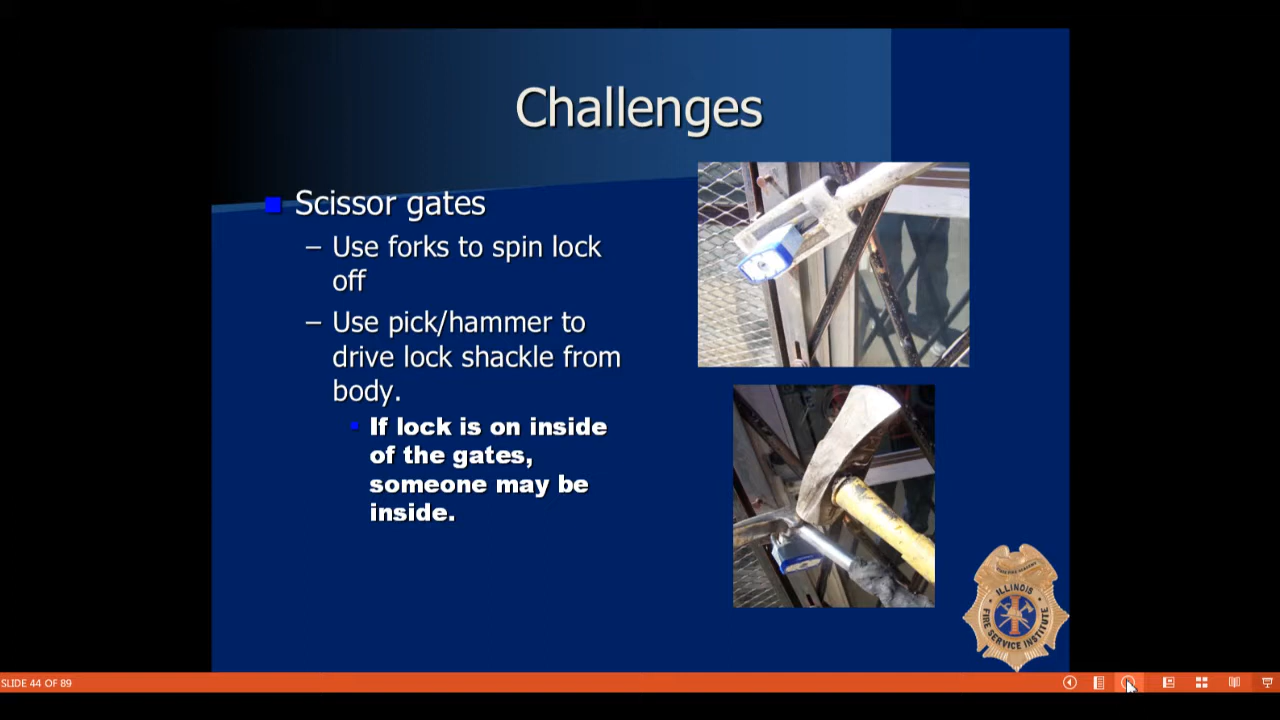 Challenges
Scissor gates
– Use forks to spin lock
off
– Use pick/hammer to
drive lock shackle from
body.
If lock is on inside
of the gates,
someone may be
inside.
ILLINOIS
FIRE SERVICE INSTITUTE
SLIDE 44 OF 89